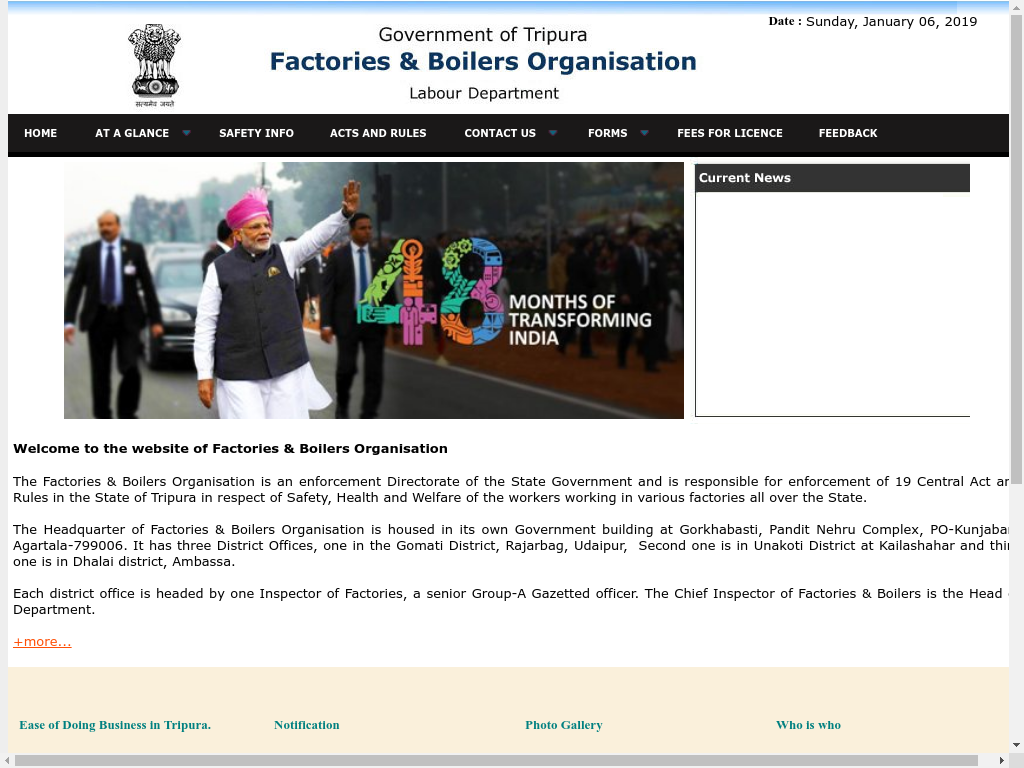 Date : Sunday, January 06, 2019
Government of Tripura
Factories & Boilers Organisation
Labour Department
सत्यमेव जयते
HOME AT A GLANCE SAFETY INFO ACTS AND RULES CONTACT US FORMS FEES FOR LICENCE FEEDBACK
48 MONTHS OF
TRANSFORMING
INDIA
Current News
Welcome to the website of Factories & Boilers Organisation
The Factories & Boilers Organisation is an enforcement Directorate of the State Government and is responsible for enforcement of 19 Central Act
Rules in the State of Tripura in respect of Safety, Health and Welfare of the workers working in various factories all over the State.
The Headquarter of Factories & Boilers Organisation is housed in its own Government building at Gorkhabasti, Pandit Nehru Complex,
Agartala-799006. It has three District Offices, one in the Gomati District, Rajarbag, Udaipur, Second one is in Unakoti District at Kailashahar and
one is in Dhalai district, Ambassa.
Each district office is headed by one Inspector of Factories, a senior Group-A Gazetted officer. The Chief Inspector of Factories & Boilers is the Head
Department.
+more...
Ease of Doing Business in Tripura. Notification Photo Gallery Who is who